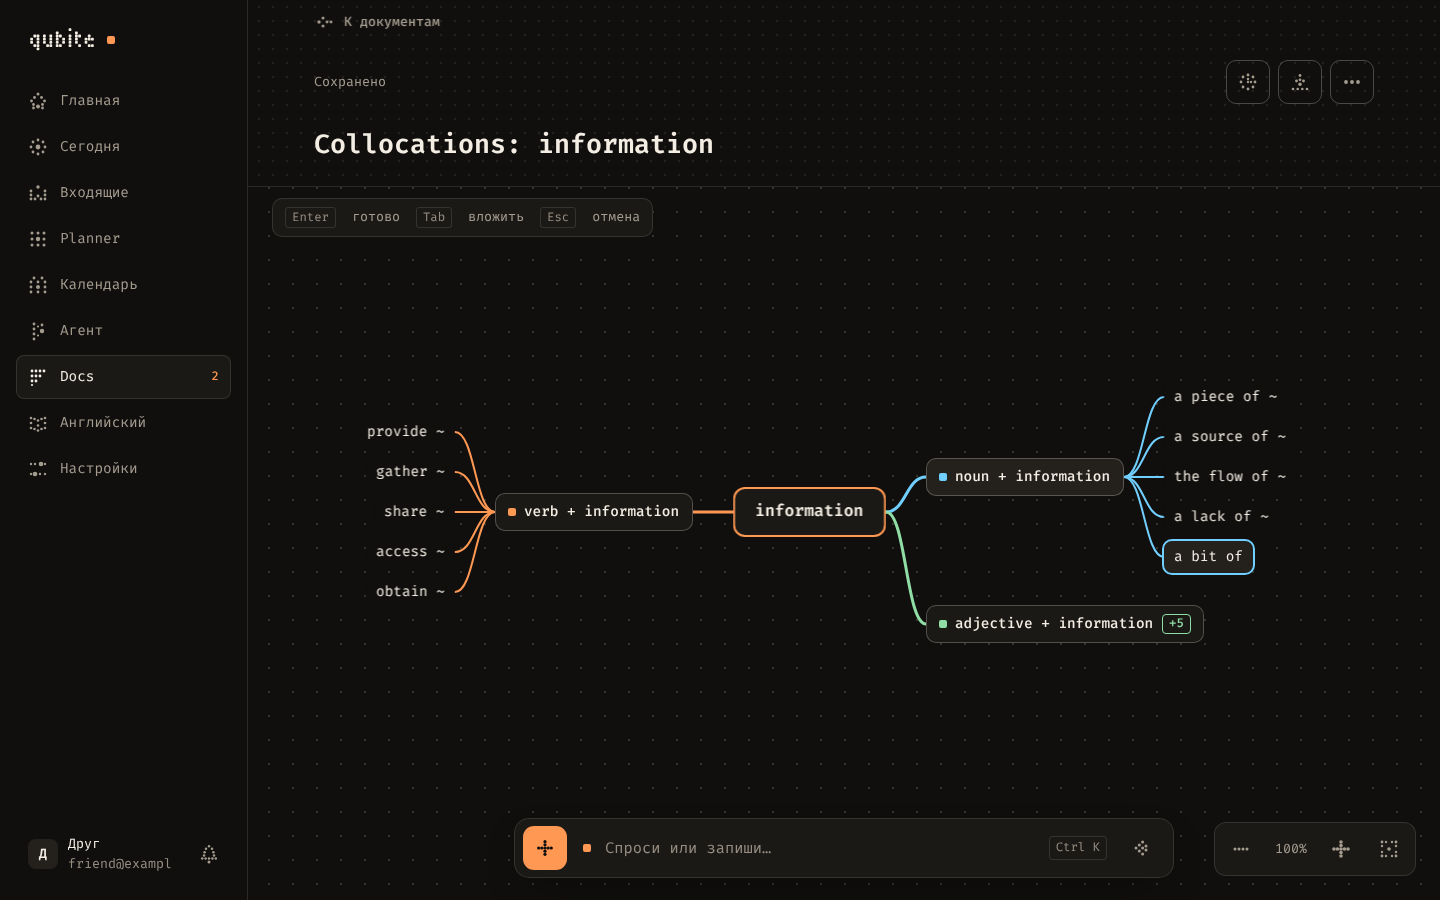 qubite
Главная
Сегодня
Входящие
Planner
Календарь
Агент
Docs 2
Английский
Настройки
Д
Друг
friend@exampl
К документам
Сохранено
Collocations: information
Enter готово Tab вложить Esc отмена
provide ~
gather ~
share ~
access ~
obtain ~
verb + information
information
noun + information
a piece of ~
a source of ~
the flow of ~
a lack of ~
a bit of
adjective + information +5
Спроси или запиши… Ctrl K
100%